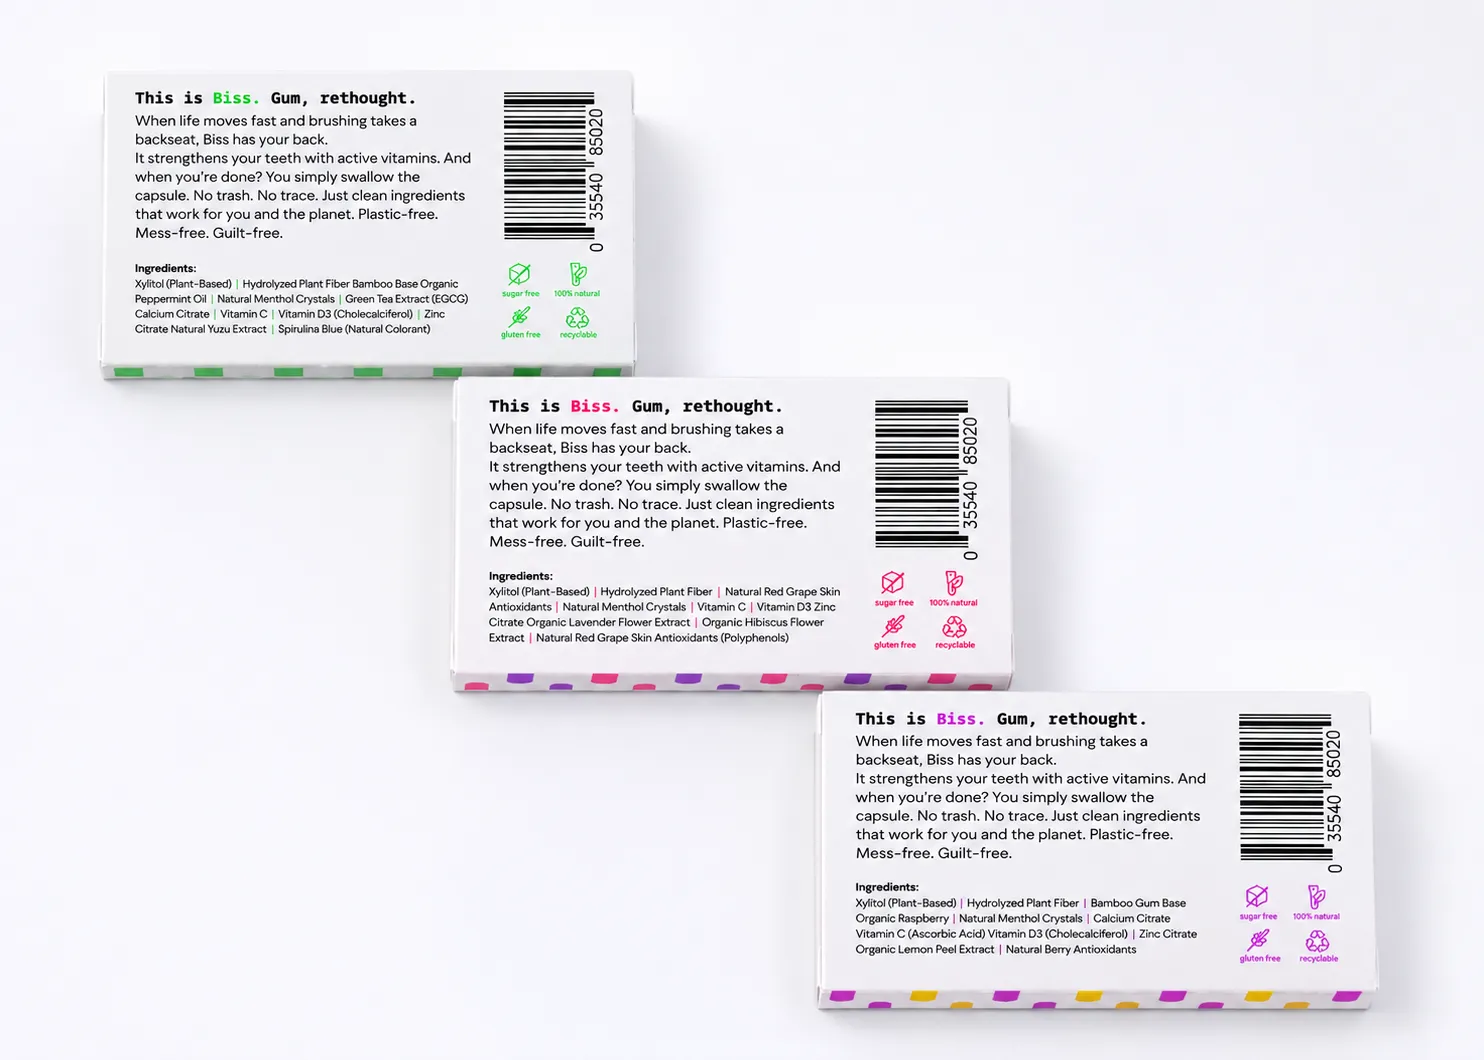 This is Biss. Gum, rethought.
When life moves fast and brushing takes a
backseat, Biss has your back.
It strengthens your teeth with active vitamins. And
when you're done? You simply swallow the
capsule. No trash. No trace. Just clean ingredients
that work for you and the planet. Plastic-free.
Mess-free. Guilt-free.
Ingredients:
Xylitol (Plant-Based) | Hydrolyzed Plant Fiber Bamboo Base Organic
Peppermint Oil | Natural Menthol Crystals | Green Tea Extract (EGCG)
Calcium Citrate | Vitamin C | Vitamin D3 (Cholecalciferol) | Zinc
Citrate Natural Yuzu Extract | Spirulina Blue (Natural Colorant)
0 35540 85020
sugar free
100% natural
gluten free
recyclable
This is Biss. Gum, rethought.
When life moves fast and brushing takes a
backseat, Biss has your back.
It strengthens your teeth with active vitamins. And
when you're done? You simply swallow the
capsule. No trash. No trace. Just clean ingredients
that work for you and the planet. Plastic-free.
Mess-free. Guilt-free.
Ingredients:
Xylitol (Plant-Based) | Hydrolyzed Plant Fiber | Natural Red Grape Skin
Antioxidants | Natural Menthol Crystals | Vitamin C | Vitamin D3 Zinc
Citrate Organic Lavender Flower Extract | Organic Hibiscus Flower
Extract | Natural Red Grape Skin Antioxidants (Polyphenols)
0 35540 85020
sugar free
100% natural
gluten free
recyclable
This is Biss. Gum, rethought.
When life moves fast and brushing takes a
backseat, Biss has your back.
It strengthens your teeth with active vitamins. And
when you're done? You simply swallow the
capsule. No trash. No trace. Just clean ingredients
that work for you and the planet. Plastic-free.
Mess-free. Guilt-free.
Ingredients:
Xylitol (Plant-Based) | Hydrolyzed Plant Fiber | Bamboo Gum Base
Organic Raspberry | Natural Menthol Crystals | Calcium Citrate
Vitamin C (Ascorbic Acid) Vitamin D3 (Cholecalciferol) | Zinc Citrate
Organic Lemon Peel Extract | Natural Berry Antioxidants
0 35540 85020
sugar free
100% natural
gluten free
recyclable